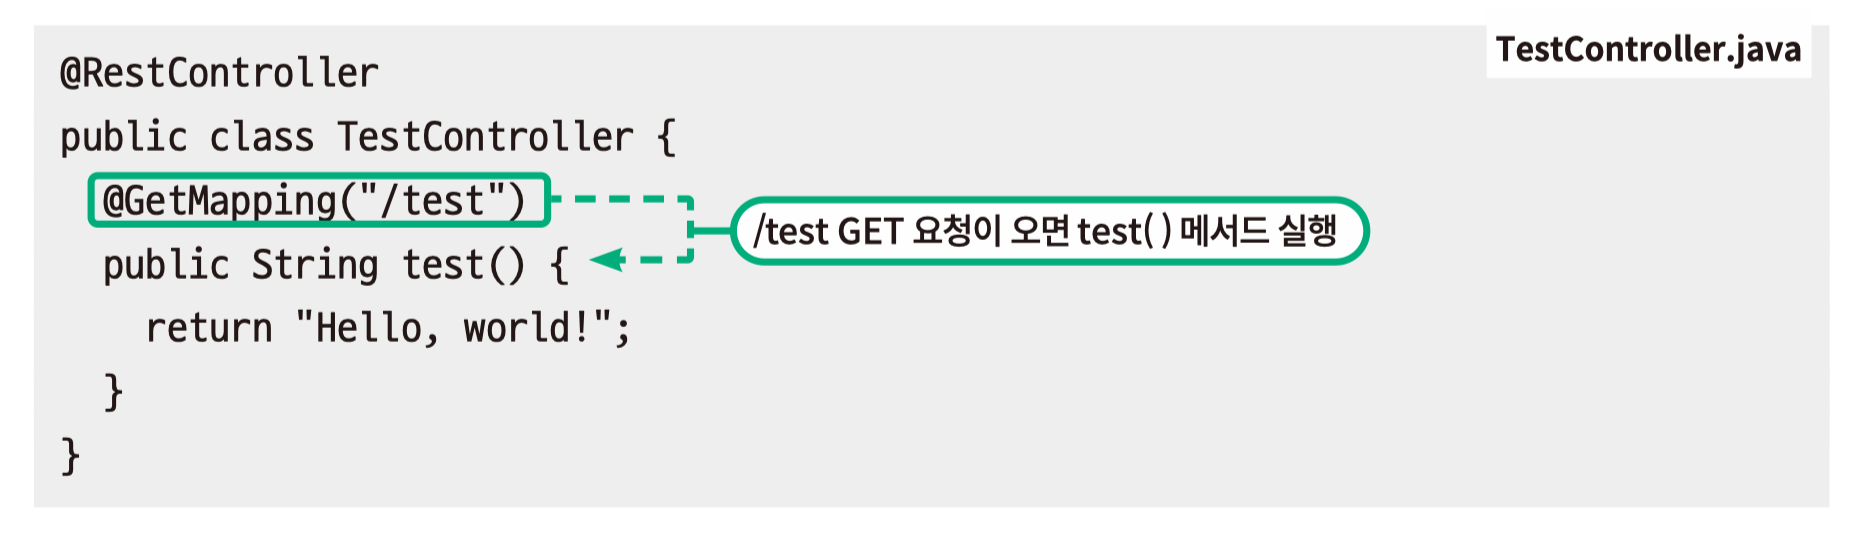 TestController.java
@RestController
public class TestController {
@GetMapping("/test")
/test GET 요청이 오면 test( ) 메서드 실행
public String test() {
return "Hello, world!";
}
}